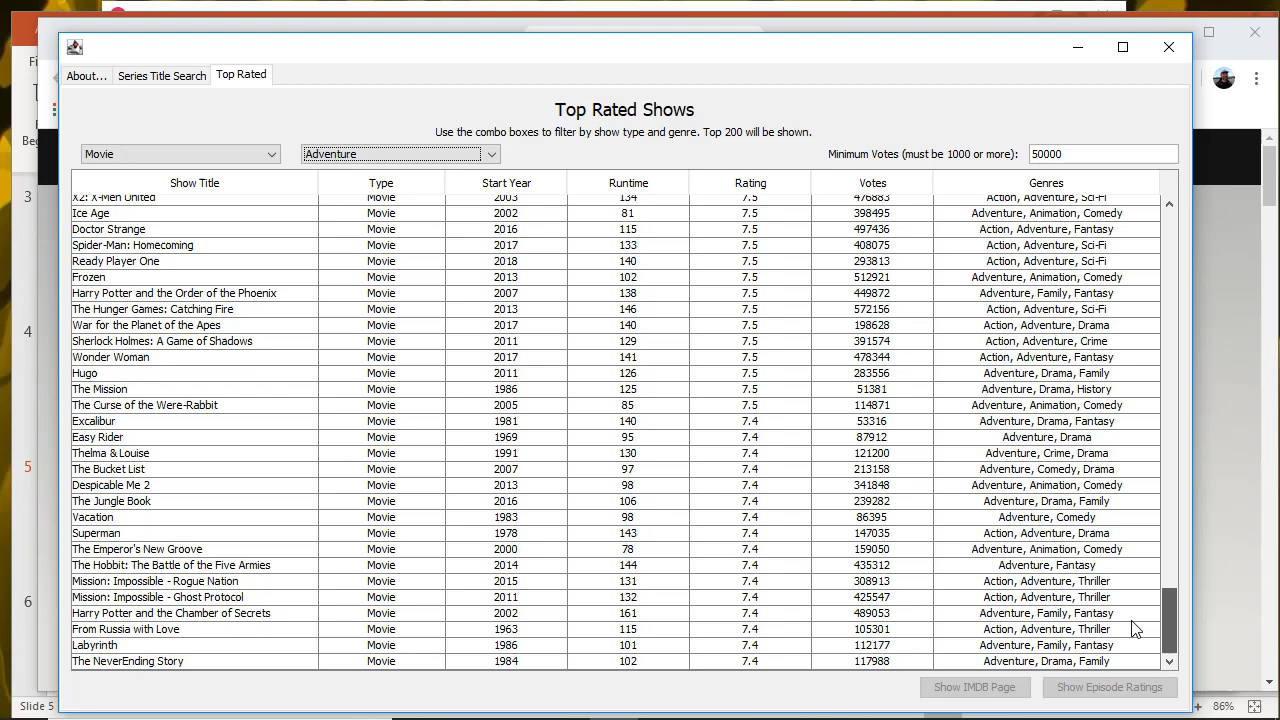 Fi
About... Series Title Search Top Rated
Top Rated Shows
Use the combo boxes to filter by show type and genre. Top 200 will be shown.
Movie Adventure Minimum Votes (must be 1000 or more): 50000
Show Title Type Start Year Runtime Rating Votes Genres
X2: X-Men United Movie 2003 134 7.5 476883 Action, Adventure, Sci-Fi
Ice Age Movie 2002 81 7.5 398495 Adventure, Animation, Comedy
Doctor Strange Movie 2016 115 7.5 497436 Action, Adventure, Fantasy
Spider-Man: Homecoming Movie 2017 133 7.5 408075 Action, Adventure, Sci-Fi
Ready Player One Movie 2018 140 7.5 293813 Action, Adventure, Sci-Fi
Frozen Movie 2013 102 7.5 512921 Adventure, Animation, Comedy
Harry Potter and the Order of the Phoenix Movie 2007 138 7.5 449872 Adventure, Family, Fantasy
The Hunger Games: Catching Fire Movie 2013 146 7.5 572156 Action, Adventure, Sci-Fi
War for the Planet of the Apes Movie 2017 140 7.5 198628 Action, Adventure, Drama
Sherlock Holmes: A Game of Shadows Movie 2011 129 7.5 391574 Action, Adventure, Crime
Wonder Woman Movie 2017 141 7.5 478344 Action, Adventure, Fantasy
Hugo Movie 2011 126 7.5 283556 Adventure, Drama, Family
The Mission Movie 1986 125 7.5 51381 Adventure, Drama, History
The Curse of the Were-Rabbit Movie 2005 85 7.5 114871 Adventure, Animation, Comedy
Excalibur Movie 1981 140 7.4 53316 Adventure, Drama, Fantasy
Easy Rider Movie 1969 95 7.4 87912 Adventure, Drama
Thelma & Louise Movie 1991 130 7.4 121200 Adventure, Crime, Drama
The Bucket List Movie 2007 97 7.4 213158 Adventure, Comedy, Drama
Despicable Me 2 Movie 2013 98 7.4 341848 Adventure, Animation, Comedy
The Jungle Book Movie 2016 106 7.4 239282 Adventure, Drama, Family
Vacation Movie 1983 98 7.4 86395 Adventure, Comedy
Superman Movie 1978 143 7.4 147035 Action, Adventure, Drama
The Emperor's New Groove Movie 2000 78 7.4 159050 Adventure, Animation, Comedy
The Hobbit: The Battle of the Five Armies Movie 2014 144 7.4 435312 Adventure, Fantasy
Mission: Impossible - Rogue Nation Movie 2015 131 7.4 308913 Action, Adventure, Thriller
Mission: Impossible - Ghost Protocol Movie 2011 132 7.4 425547 Action, Adventure, Thriller
Harry Potter and the Chamber of Secrets Movie 2002 161 7.4 489053 Adventure, Family, Fantasy
From Russia with Love Movie 1963 115 7.4 105301 Action, Adventure, Thriller
Labyrinth Movie 1986 101 7.4 112177 Adventure, Family, Fantasy
The NeverEnding Story Movie 1984 102 7.4 117988 Adventure, Drama, Family
Show IMDB Page Show Episode Ratings
Beg
3
4
5
6
Slide 5 86%